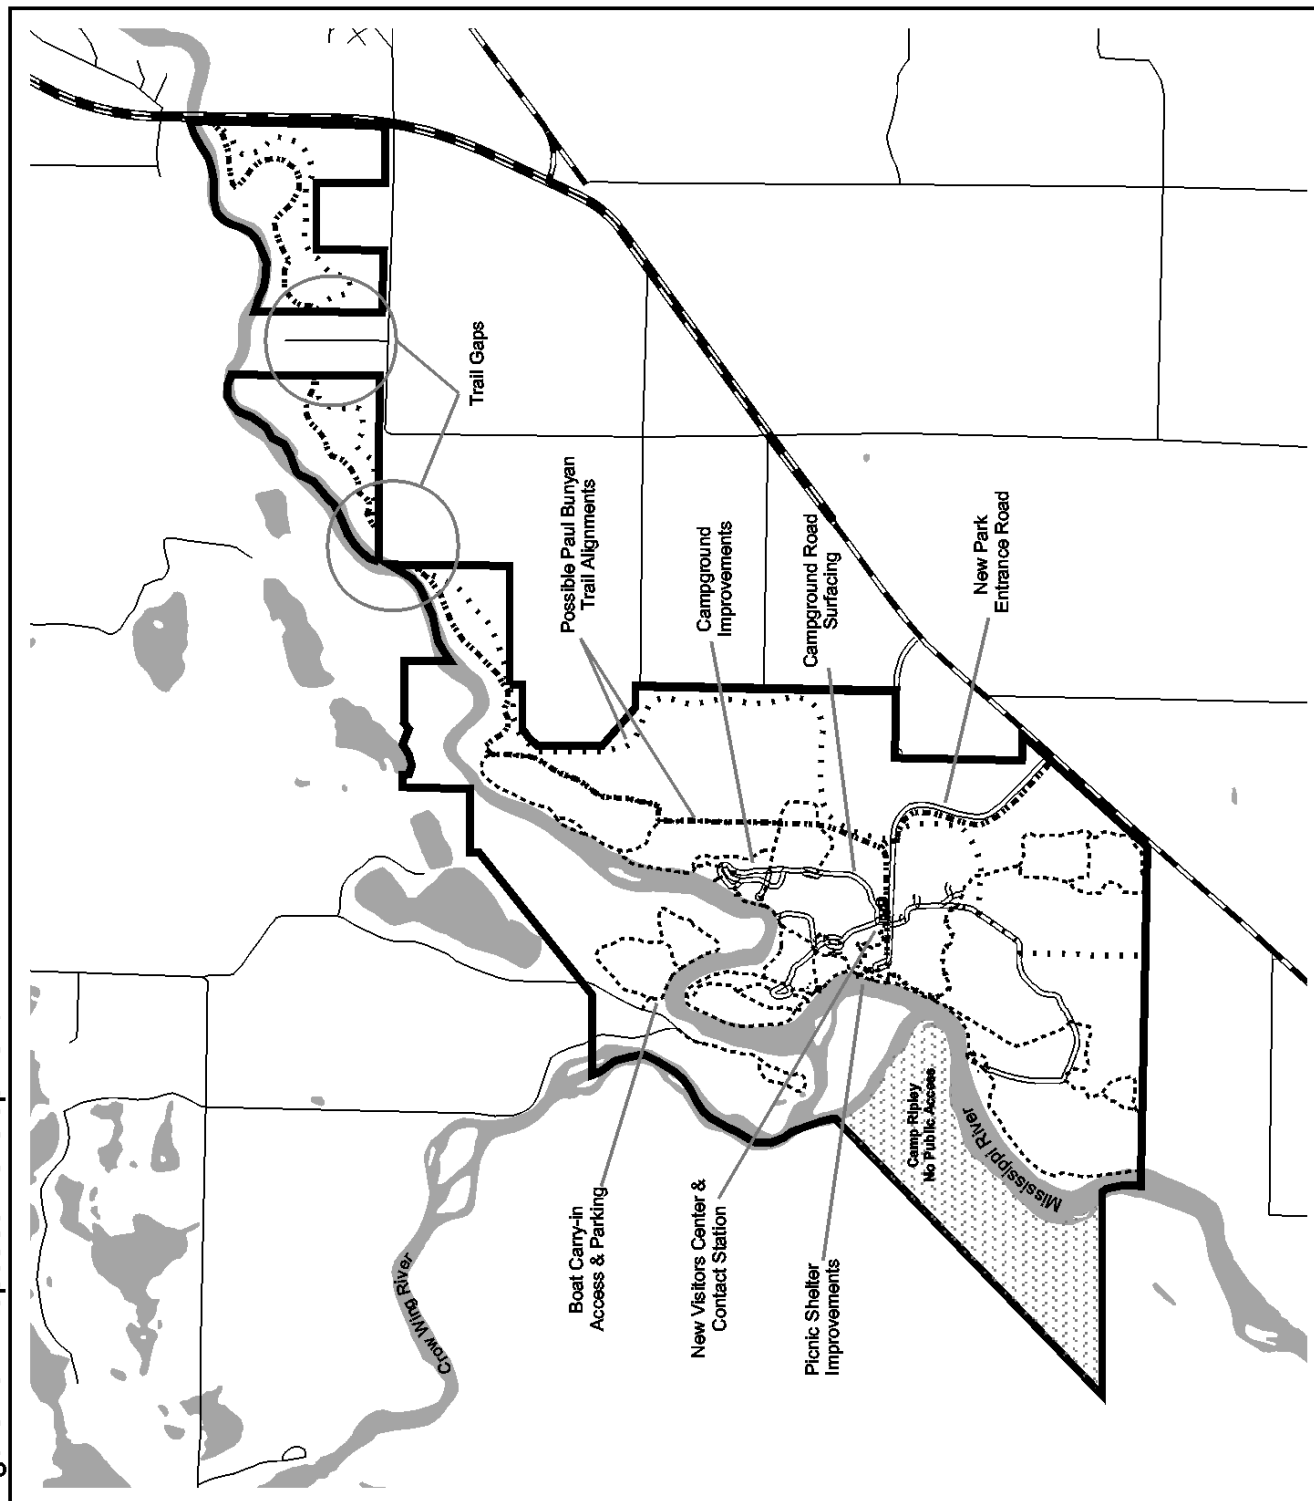 Trail Gaps
Possible Paul Bunyan
Trail Alignments
Campground
Improvements
Campground Road
Surfacing
New Park
Entrance Road
Boat Carry-in
Access & Parking
New Visitors Center &
Contact Station
Picnic Shelter
Improvements
Camp Ripley
No Public Access
Mississippi River
Crow Wing River